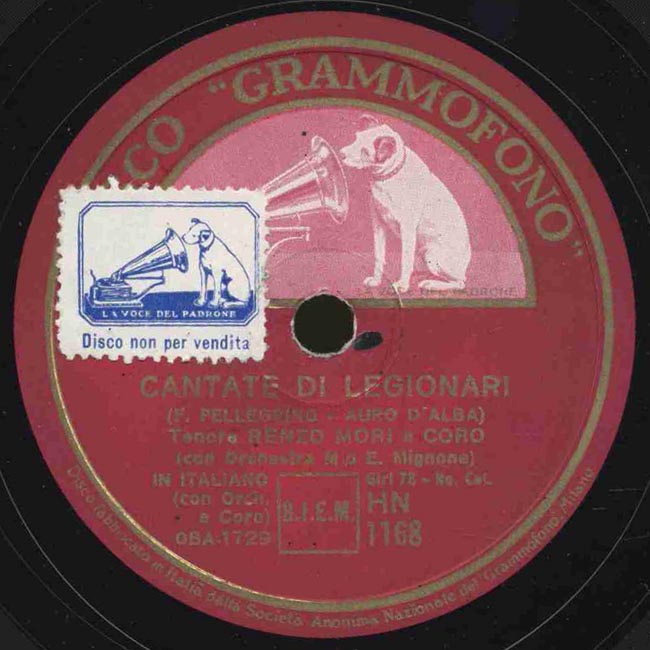 DISCO "GRAMMOFONO"
LA VOCE DEL PADRONE
LA VOCE DEL PADRONE
Disco non per vendita
CANTATE DI LEGIONARI
(F. PELLEGRINO - AURO D'ALBA)
Tenore RENZO MORI e CORO
(con Orchestra M.o E. Mignone)
IN ITALIANO
(con Orch.
e Coro)
0BA-1729
B.I.E.M.
Giri 78 - No. Cat.
HN
1168
Disco fabbricato in Italia dalla Società Anonima Nazionale del "Grammofono" Milano